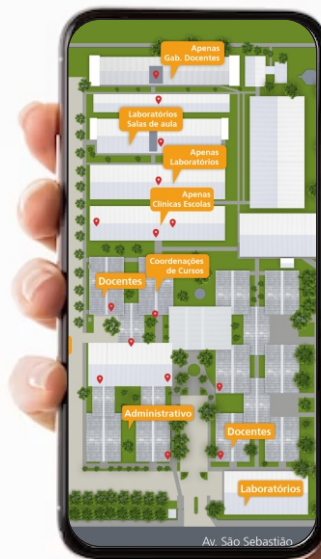 Apenas
Gab. Docentes
Laboratórios
Salas de aula
Apenas
Laboratórios
Apenas
Clinicas Escolas
Coordenações
de Cursos
Docentes
Administrativo
Docentes
Laboratórios
Av. São Sebastião